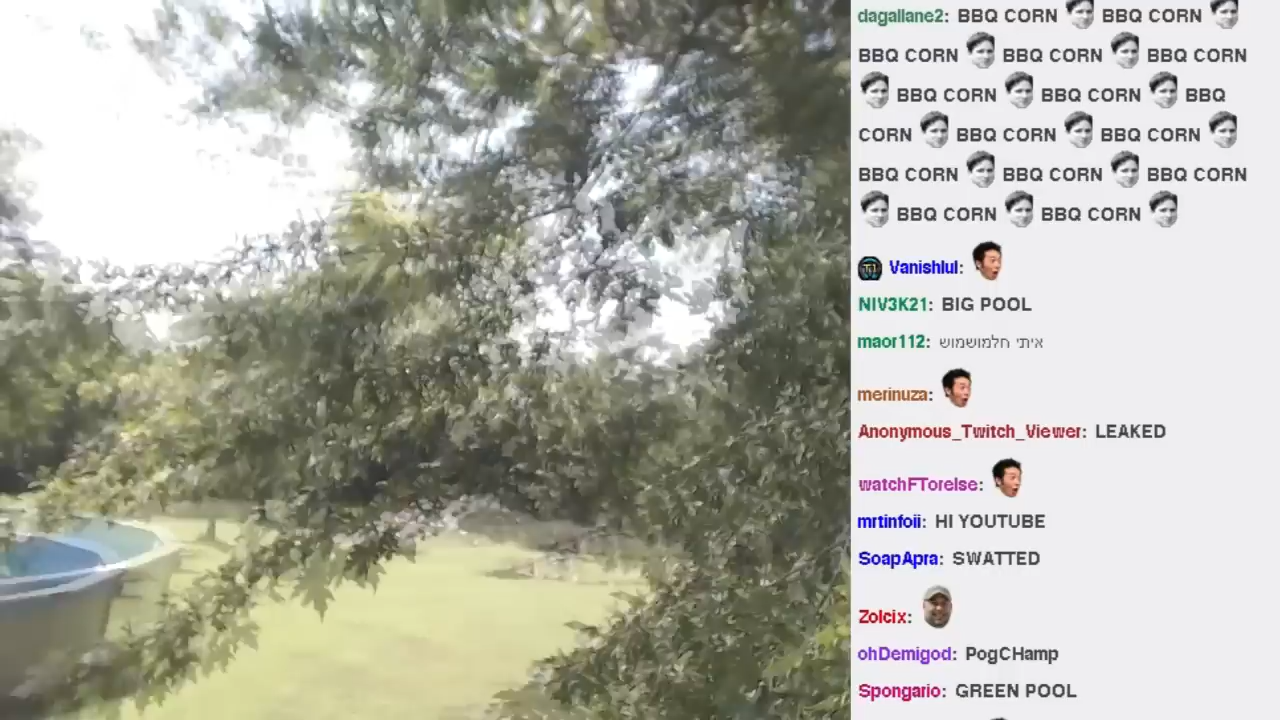 dagallane2: BBQ CORN BBQ CORN
BBQ CORN BBQ CORN BBQ CORN
BBQ CORN BBQ CORN BBQ
CORN BBQ CORN BBQ CORN
BBQ CORN BBQ CORN BBQ CORN
BBQ CORN BBQ CORN
Vanishlul:
NIV3K21: BIG POOL
maor112: איתי חלמושמוש
merinuza:
Anonymous_Twitch_Viewer: LEAKED
watchFTorelse:
mrtinfoii: HI YOUTUBE
SoapApra: SWATTED
Zolcix:
ohDemigod: PogCHamp
Spongario: GREEN POOL